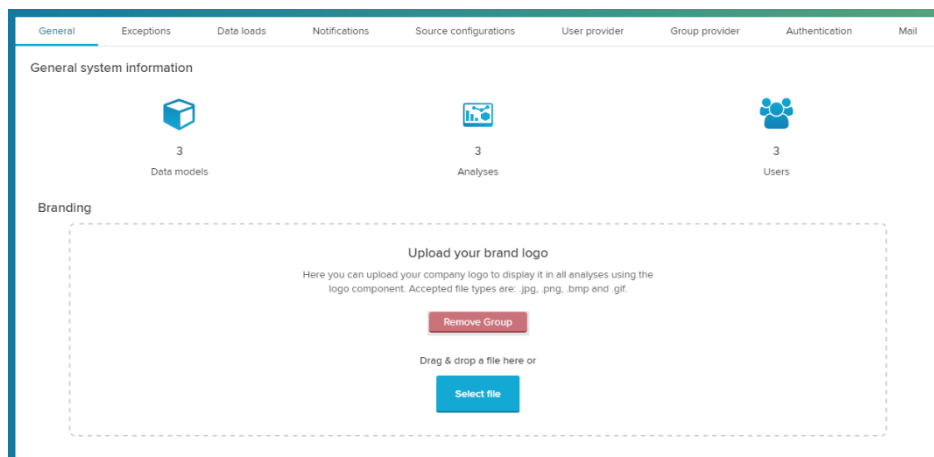 General Exceptions Data loads Notifications Source configurations User provider Group provider Authentication Mail
General system information
3 3 3
Data models Analyses Users
Branding
Upload your brand logo
Here you can upload your company logo to display it in all analyses using the
logo component. Accepted file types are: .jpg, .png, .bmp and .gif.
Remove Group
Drag & drop a file here or
Select file